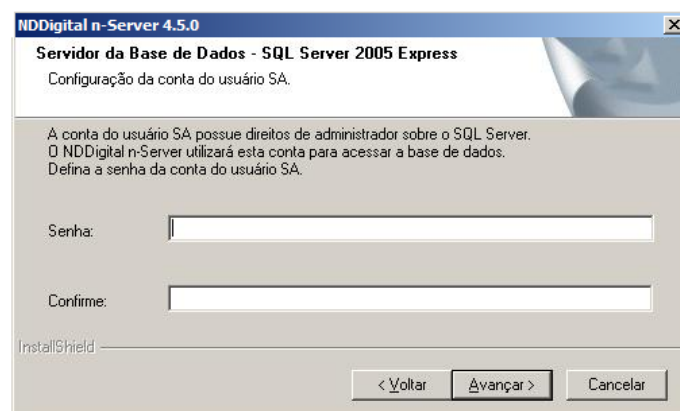 NDDigital n-Server 4.5.0
Servidor da Base de Dados - SQL Server 2005 Express
Configuração da conta do usuário SA.
A conta do usuário SA possue direitos de administrador sobre o SQL Server.
O NDDigital n-Server utilizará esta conta para acessar a base de dados.
Defina a senha da conta do usuário SA.
Senha:
Confirme:
InstallShield
< Voltar Avançar > Cancelar